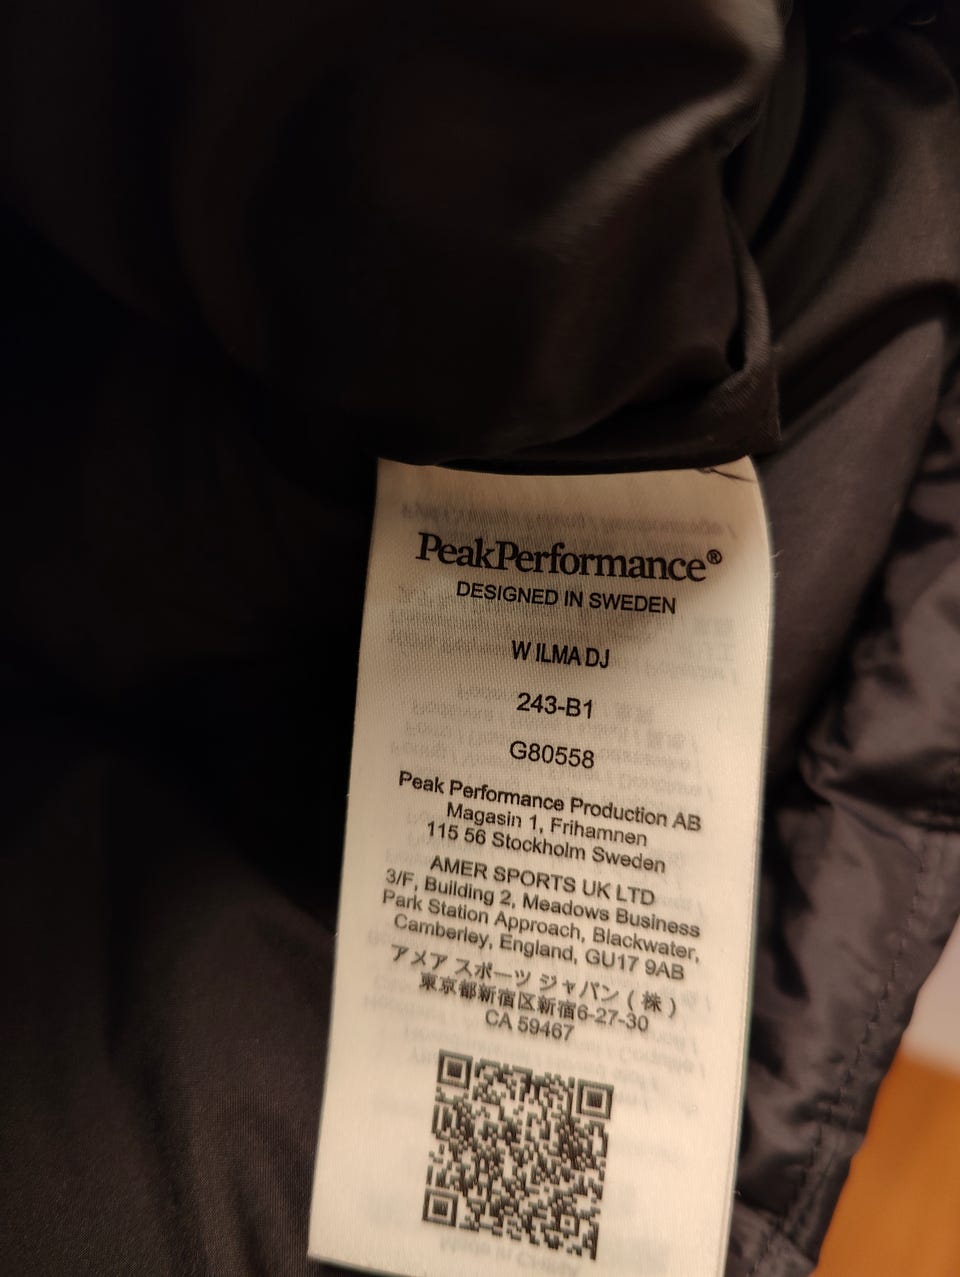 PeakPerformance®
DESIGNED IN SWEDEN
W ILMA DJ
243-B1
G80558
Peak Performance Production AB
Magasin 1, Frihamnen
115 56 Stockholm Sweden
AMER SPORTS UK LTD
3/F, Building 2, Meadows Business
Park Station Approach, Blackwater,
Camberley, England, GU17 9AB
アメア スポーツ ジャパン ( 株 )
東京都新宿区新宿6-27-30
CA 59467